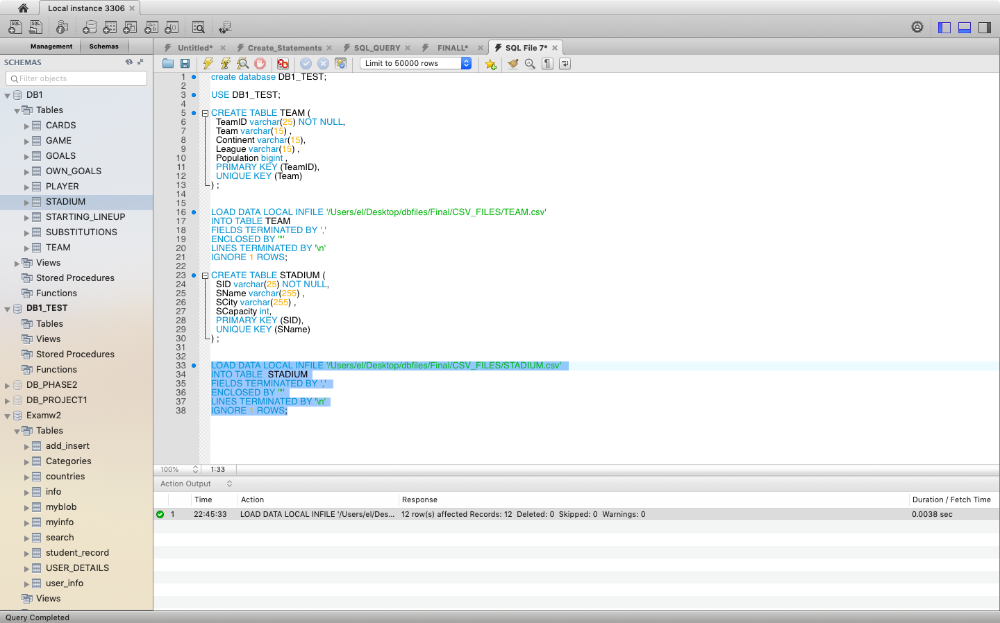 Local instance 3306
Management
Schemas
SCHEMAS
Filter objects
DB1
Tables
CARDS
GAME
GOALS
OWN_GOALS
PLAYER
STADIUM
STARTING_LINEUP
SUBSTITUTIONS
TEAM
Views
Stored Procedures
Functions
DB1_TEST
Tables
Views
Stored Procedures
Functions
DB_PHASE2
DB_PROJECT1
Examw2
Tables
add_insert
Categories
countries
info
myblob
myinfo
search
student_record
USER_DETAILS
user_info
Views
Untitled*
Create_Statements
SQL_QUERY
FINALL*
SQL File 7*
Limit to 50000 rows
1 create database DB1_TEST;
2
3 USE DB1_TEST;
4
5 CREATE TABLE TEAM (
6 TeamID varchar(25) NOT NULL,
7 Team varchar(15) ,
8 Continent varchar(15),
9 League varchar(15) ,
10 Population bigint ,
11 PRIMARY KEY (TeamID),
12 UNIQUE KEY (Team)
13 ) ;
14
15
16 LOAD DATA LOCAL INFILE '/Users/el/Desktop/dbfiles/Final/CSV_FILES/TEAM.csv'
17 INTO TABLE TEAM
18 FIELDS TERMINATED BY ','
19 ENCLOSED BY '"'
20 LINES TERMINATED BY '\n'
21 IGNORE 1 ROWS;
22
23 CREATE TABLE STADIUM (
24 SID varchar(25) NOT NULL,
25 SName varchar(255) ,
26 SCity varchar(255) ,
27 SCapacity int,
28 PRIMARY KEY (SID),
29 UNIQUE KEY (SName)
30 ) ;
31
32
33 LOAD DATA LOCAL INFILE '/Users/el/Desktop/dbfiles/Final/CSV_FILES/STADIUM.csv'
34 INTO TABLE  STADIUM
35 FIELDS TERMINATED BY ','
36 ENCLOSED BY '"'
37 LINES TERMINATED BY '\n'
38 IGNORE 1 ROWS;
100% 1:33
Action Output
Time Action Response Duration / Fetch Time
1 22:45:33 LOAD DATA LOCAL INFILE '/Users/el/Des... 12 row(s) affected Records: 12  Deleted: 0  Skipped: 0  Warnings: 0 0.0038 sec
Query Completed